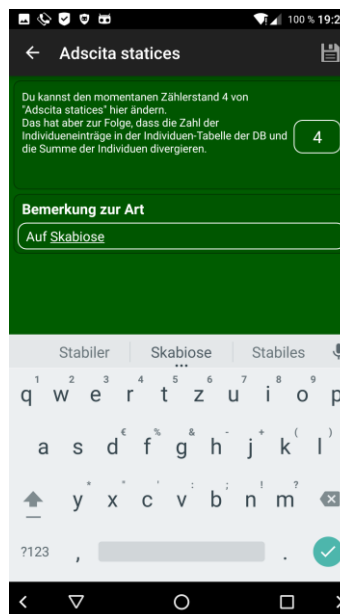 100 % 19:2
Adscita statices
Du kannst den momentanen Zählerstand 4 von
"Adscita statices" hier ändern.
Das hat aber zur Folge, dass die Zahl der
Individueneinträge in der Individuen-Tabelle der DB und
die Summe der Individuen divergieren.
4
Bemerkung zur Art
Auf Skabiose
Stabiler Skabiose Stabiles
1 2 3 4 5 6 7 8 9
q w e r t z u i o p
€ % & - + ( )
a s d f g h j k l
* " ' : ; ! ?
y x c v b n m
?123 , .